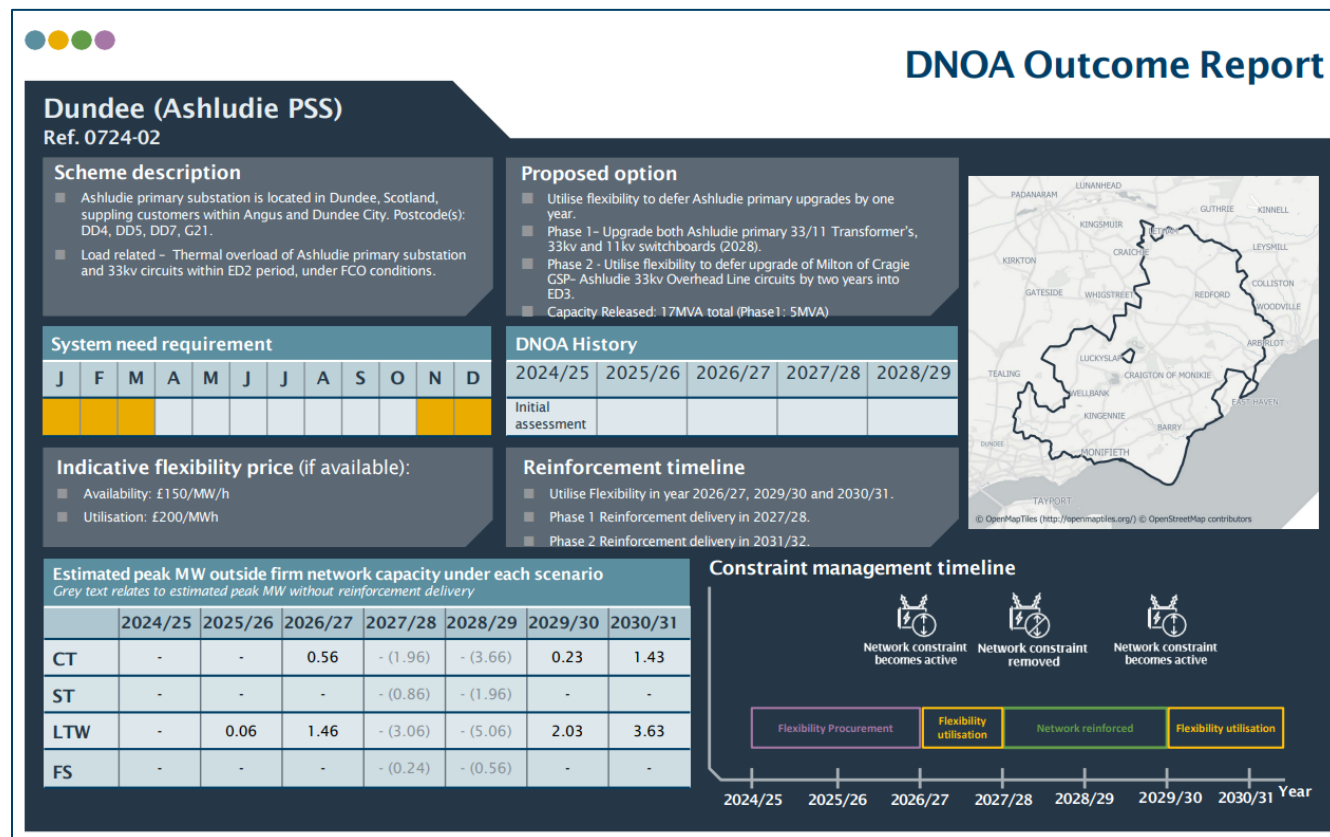 DNOA Outcome Report
Dundee (Ashludie PSS)
Ref. 0724-02
Scheme description
Ashludie primary substation is located in Dundee, Scotland,
suppling customers within Angus and Dundee City. Postcode(s):
DD4, DD5, DD7, G21.
Load related – Thermal overload of Ashludie primary substation
and 33kv circuits within ED2 period, under FCO conditions.
Proposed option
Utilise flexibility to defer Ashludie primary upgrades by one
year.
Phase 1– Upgrade both Ashludie primary 33/11 Transformer's,
33kv and 11kv switchboards (2028).
Phase 2 - Utilise flexibility to defer upgrade of Milton of Cragie
GSP– Ashludie 33kv Overhead Line circuits by two years into
ED3.
Capacity Released: 17MVA total (Phase1: 5MVA)
System need requirement
J F M A M J J A S O N D
DNOA History
2024/25 2025/26 2026/27 2027/28 2028/29
Initial
assessment
Indicative flexibility price (if available):
Availability: £150/MW/h
Utilisation: £200/MWh
Reinforcement timeline
Utilise Flexibility in year 2026/27, 2029/30 and 2030/31.
Phase 1 Reinforcement delivery in 2027/28.
Phase 2 Reinforcement delivery in 2031/32.
PADANARAM
LUNANHEAD
GUTHRIE
KINNELL
KINGSMUIR
LETHAM
LEYSMILL
CRAICHIE
KIRKTON
COLLISTON
GATESIDE
WHIGSTREET
REDFORD
WOODVILLE
ARBIRLOT
LUCKYSLAP
TEALING
CRAIGTON OF MONIKIE
WELLBANK
EAST HAVEN
KINGENNIE
BARRY
DUNDEE
MONIFIETH
TAYPORT
© OpenMapTiles (http://openmaptiles.org/) © OpenStreetMap contributors
Estimated peak MW outside firm network capacity under each scenario
Grey text relates to estimated peak MW without reinforcement delivery
2024/25 2025/26 2026/27 2027/28 2028/29 2029/30 2030/31
CT - - 0.56 - (1.96) - (3.66) 0.23 1.43
ST - - - - (0.86) - (1.96) - -
LTW - 0.06 1.46 - (3.06) - (5.06) 2.03 3.63
FS - - - - (0.24) - (0.56) - -
Constraint management timeline
Network constraint
becomes active
Network constraint
removed
Network constraint
becomes active
Flexibility Procurement
Flexibility
utilisation
Network reinforced
Flexibility utilisation
2024/25 2025/26 2026/27 2027/28 2028/29 2029/30 2030/31 Year